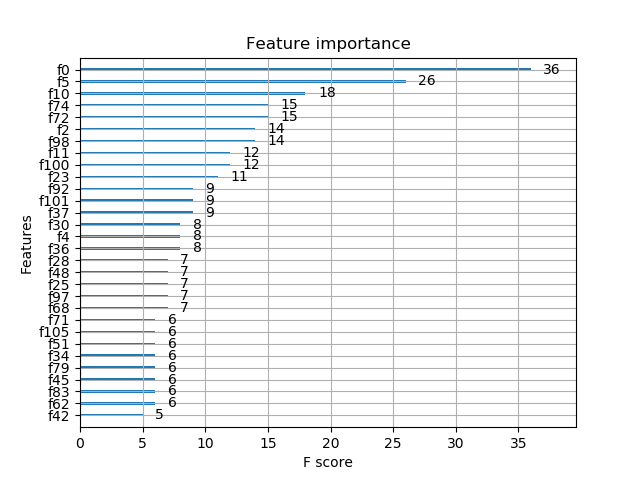 Feature importance
f0 36
f5 26
f10 18
f74 15
f72 15
f2 14
f98 14
f11 12
f100 12
f23 11
f92 9
f101 9
f37 9
f30 8
f4 8
f36 8
f28 7
f48 7
f25 7
f97 7
f68 7
f71 6
f105 6
f51 6
f34 6
f79 6
f45 6
f83 6
f62 6
f42 5
0 5 10 15 20 25 30 35
F score
Features